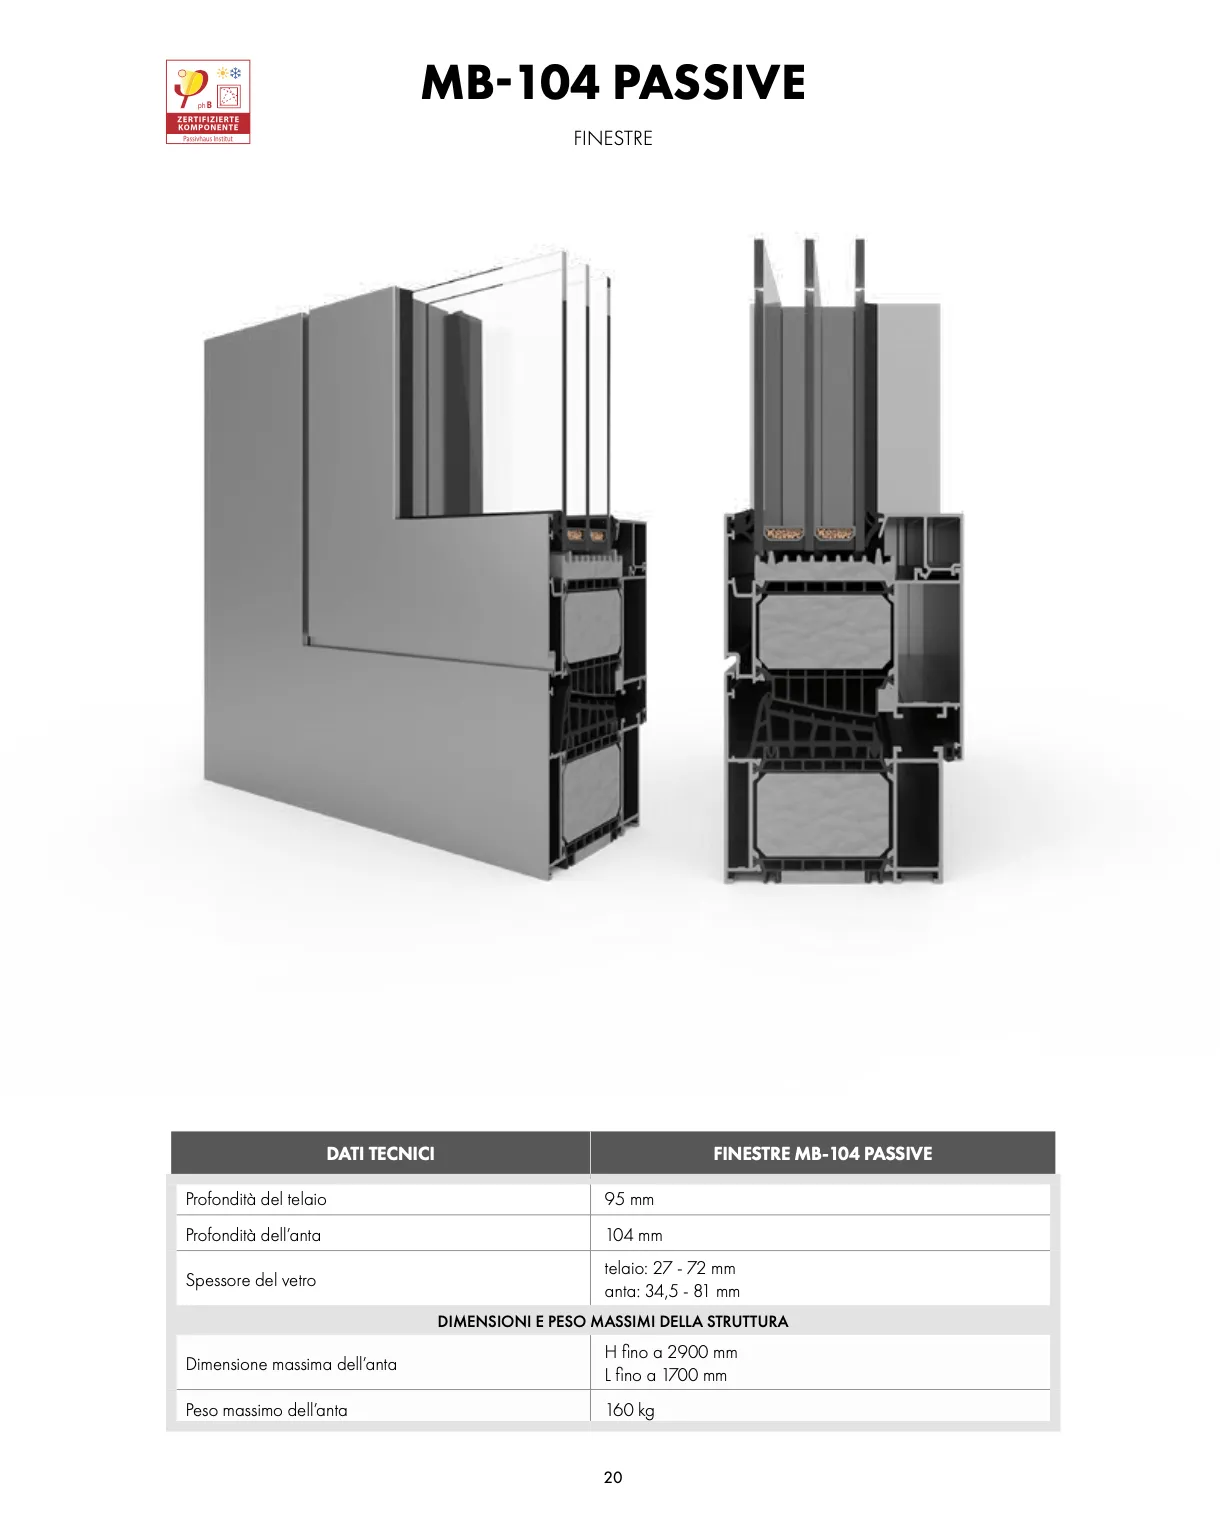 MB-104 PASSIVE
FINESTRE
ph B
ZERTIFIZIERTE
KOMPONENTE
Passivhaus Institut
DATI TECNICI
FINESTRE MB-104 PASSIVE
Profondità del telaio
95 mm
Profondità dell’anta
104 mm
Spessore del vetro
telaio: 27 - 72 mm
anta: 34,5 - 81 mm
DIMENSIONI E PESO MASSIMI DELLA STRUTTURA
Dimensione massima dell’anta
H fino a 2900 mm
L fino a 1700 mm
Peso massimo dell’anta
160 kg
20